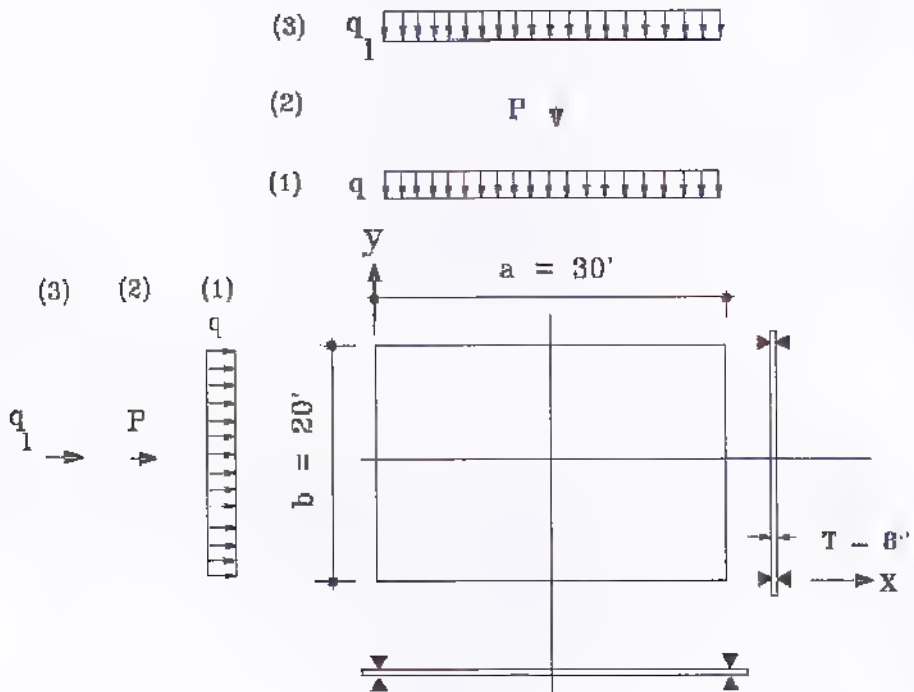 (3) q1
(2) P
(1) q
y
a = 30'
(3) (2) (1)
q
q1 P
b = 20'
T = 8"
X